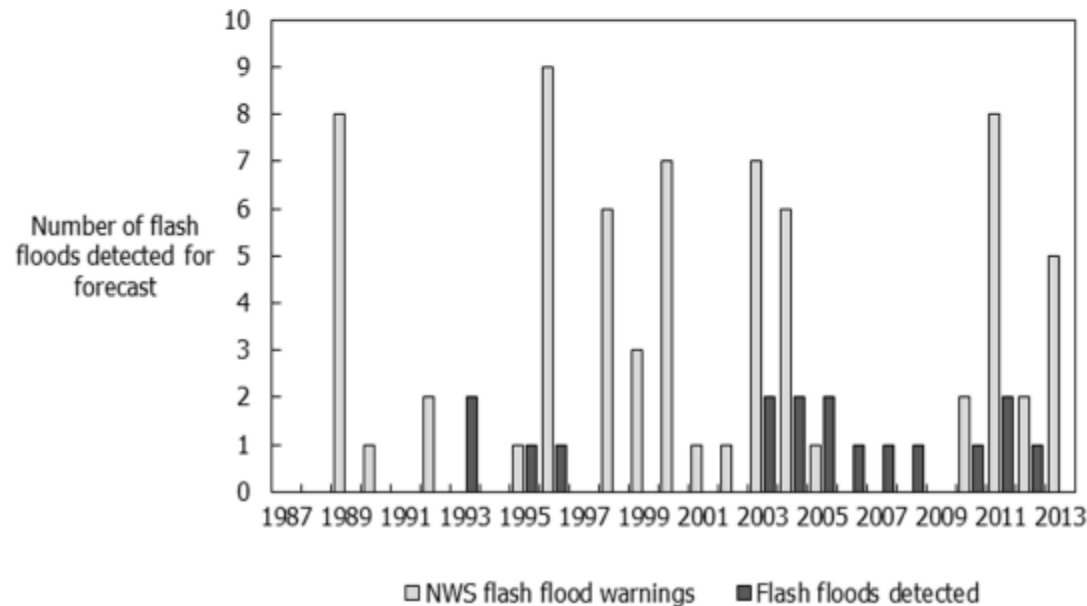 10
9
8
7
6
5
4
3
2
1
0
Number of flash
floods detected for
forecast
1987 1989 1991 1993 1995 1997 1999 2001 2003 2005 2007 2009 2011 2013
NWS flash flood warnings Flash floods detected